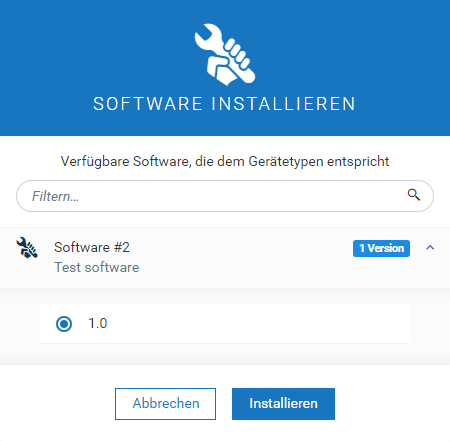 SOFTWARE INSTALLIEREN
Verfügbare Software, die dem Gerätetypen entspricht
Filtern...
Software #2
1 Version
Test software
1.0
Abbrechen
Installieren